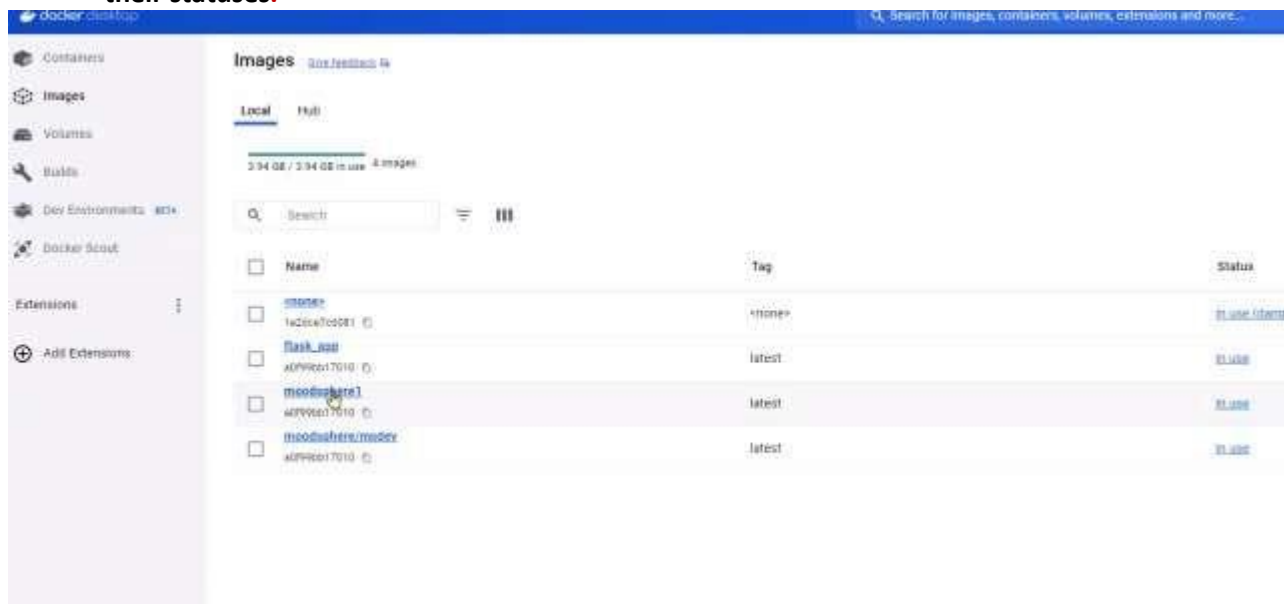 their statuses.
docker desktop
Search for images, containers, volumes, extensions and more...
Containers
Images
Volumes
Builds
Dev Environments BETA
Docker Scout
Extensions
Add Extensions
Images Give feedback
Local Hub
3.94 GB / 3.94 GB in use 4 images
Search
Name Tag Status
<none> <none> in use
flask_app latest in use
moodsphere1 latest in use
moodsphere/msdev latest in use